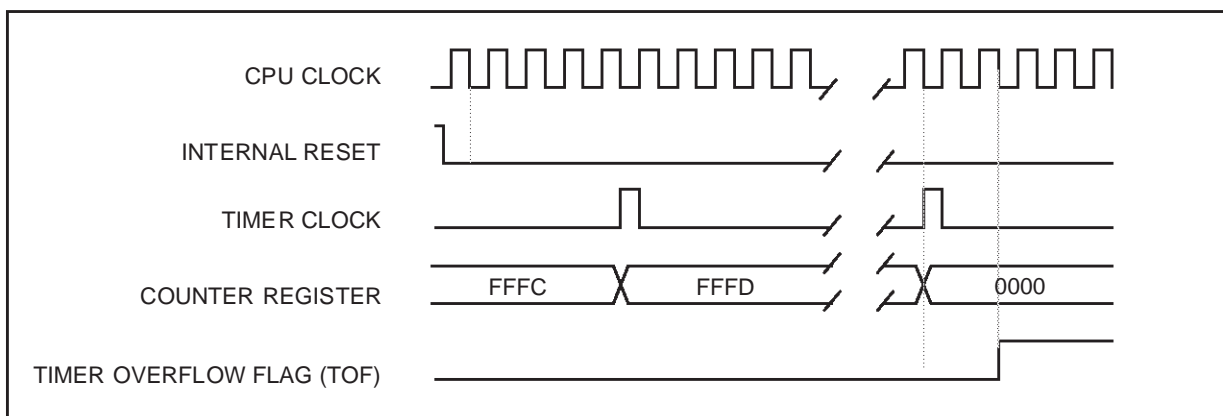 CPU CLOCK
INTERNAL RESET
TIMER CLOCK
COUNTER REGISTER FFFC FFFD 0000
TIMER OVERFLOW FLAG (TOF)